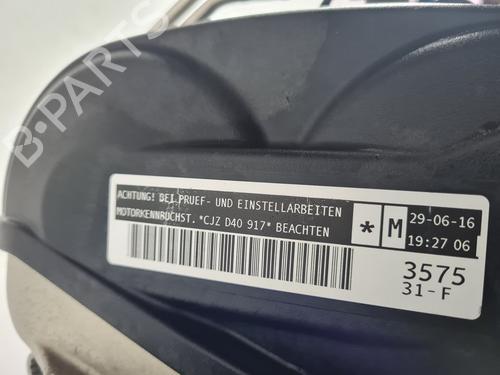 B-PARTS
ACHTUNG! BEI PRUEF- UND EINSTELLARBEITEN
MOTORKENNBUCHST. *CJZ D40 917* BEACHTEN
* M
29-06-16
19:27 06
3575
31-F